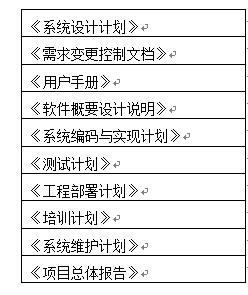 《系统设计计划》
《需求变更控制文档》
《用户手册》
《软件概要设计说明》
《系统编码与实现计划》
《测试计划》
《工程部署计划》
《培训计划》
《系统维护计划》
《项目总体报告》